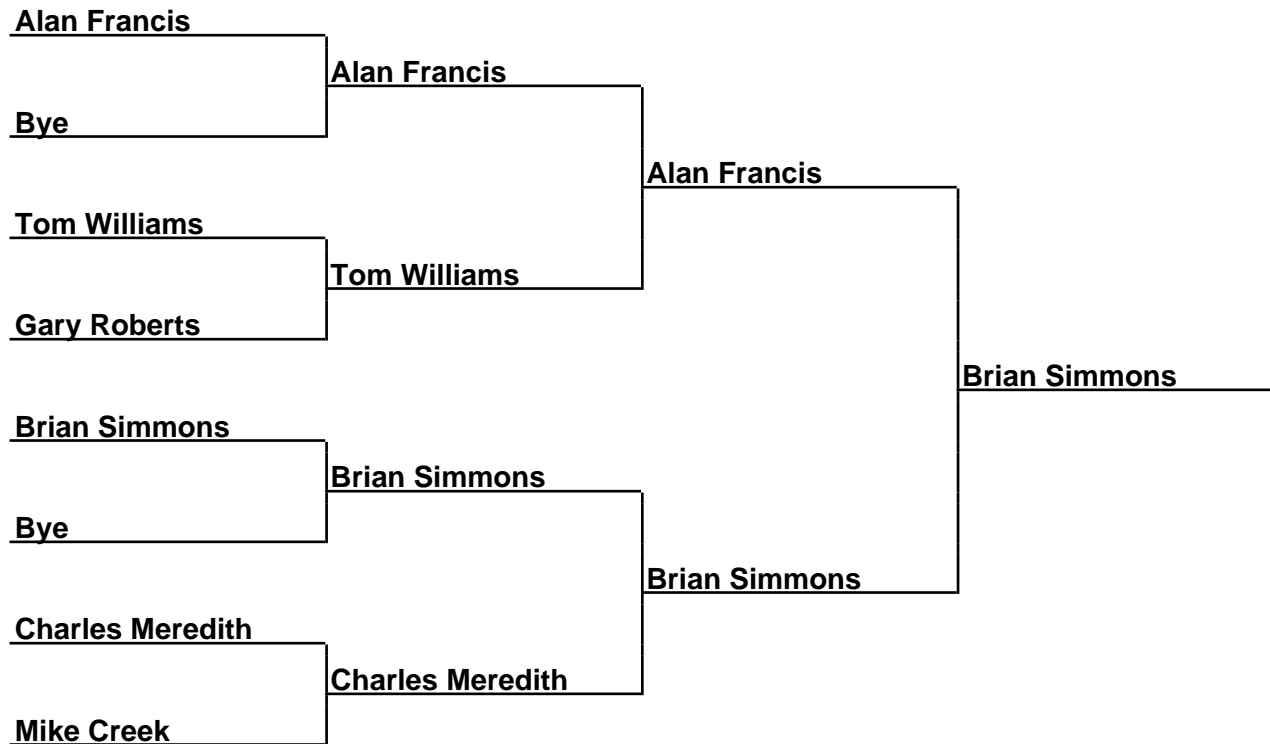 Alan Francis
Alan Francis
Bye
Alan Francis
Tom Williams
Tom Williams
Gary Roberts
Brian Simmons
Brian Simmons
Brian Simmons
Bye
Brian Simmons
Charles Meredith
Charles Meredith
Mike Creek